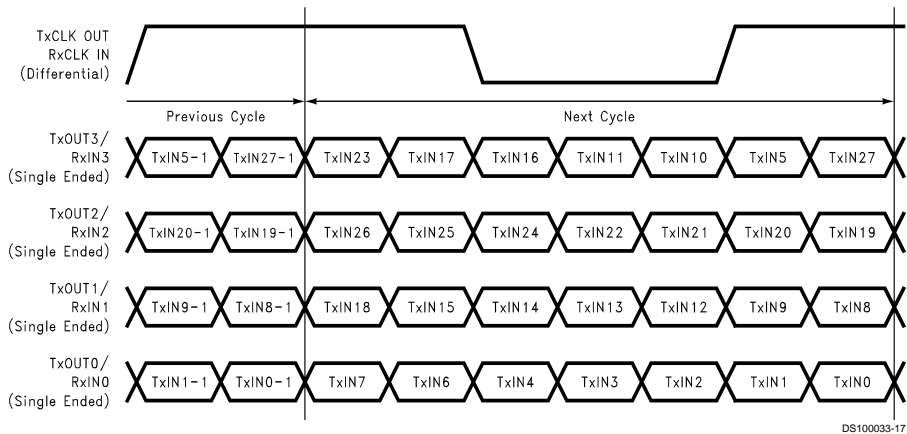 TxCLK OUT
RxCLK IN
(Differential)
Previous Cycle
Next Cycle
TxOUT3/
RxIN3
(Single Ended)
TxIN5-1 TxIN27-1 TxIN23 TxIN17 TxIN16 TxIN11 TxIN10 TxIN5 TxIN27
TxOUT2/
RxIN2
(Single Ended)
TxIN20-1 TxIN19-1 TxIN26 TxIN25 TxIN24 TxIN22 TxIN21 TxIN20 TxIN19
TxOUT1/
RxIN1
(Single Ended)
TxIN9-1 TxIN8-1 TxIN18 TxIN15 TxIN14 TxIN13 TxIN12 TxIN9 TxIN8
TxOUT0/
RxIN0
(Single Ended)
TxIN1-1 TxIN0-1 TxIN7 TxIN6 TxIN4 TxIN3 TxIN2 TxIN1 TxIN0
DS100033-17